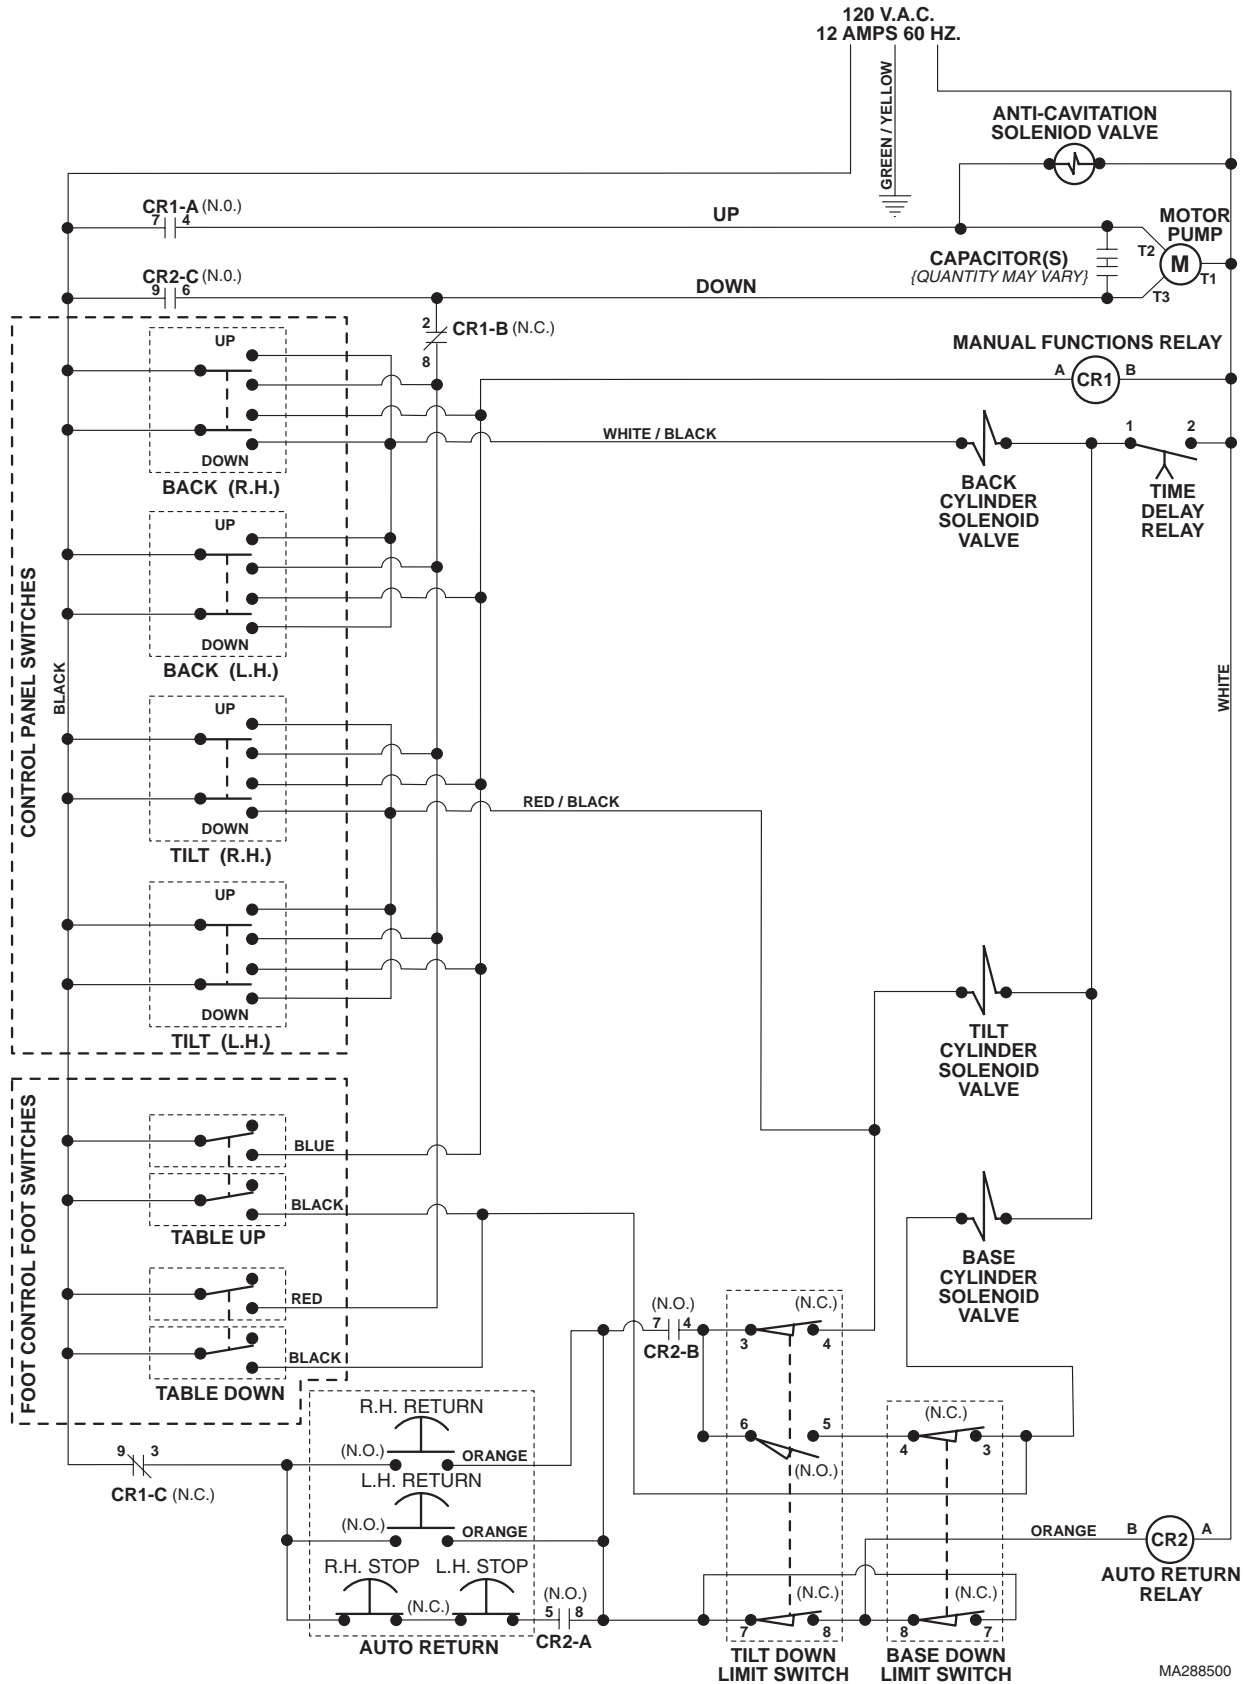 120 V.A.C.
12 AMPS 60 HZ.
GREEN / YELLOW
ANTI-CAVITATION
SOLENIOD VALVE
CR1-A (N.0.)
7 4
UP
MOTOR
PUMP
CAPACITOR(S)
{QUANTITY MAY VARY}
T2
M
T1
T3
CR2-C (N.0.)
9 6
DOWN
2
CR1-B (N.C.)
8
MANUAL FUNCTIONS RELAY
A
CR1
B
UP
DOWN
BACK (R.H.)
WHITE / BLACK
BACK
CYLINDER
SOLENOID
VALVE
1
2
TIME
DELAY
RELAY
UP
DOWN
BACK (L.H.)
CONTROL PANEL SWITCHES
BLACK
WHITE
UP
DOWN
TILT (R.H.)
RED / BLACK
UP
DOWN
TILT (L.H.)
TILT
CYLINDER
SOLENOID
VALVE
FOOT CONTROL FOOT SWITCHES
BLUE
BLACK
TABLE UP
RED
BLACK
TABLE DOWN
BASE
CYLINDER
SOLENOID
VALVE
(N.O.)
7 4
CR2-B
(N.C.)
3
4
6
5
(N.O.)
(N.C.)
4
3
9 3
CR1-C (N.C.)
R.H. RETURN
(N.O.)
ORANGE
L.H. RETURN
(N.O.)
ORANGE
R.H. STOP
L.H. STOP
(N.C.)
AUTO RETURN
(N.O.)
5 8
CR2-A
(N.C.)
7
8
TILT DOWN
LIMIT SWITCH
(N.C.)
8
7
BASE DOWN
LIMIT SWITCH
ORANGE
B
CR2
A
AUTO RETURN
RELAY
MA288500